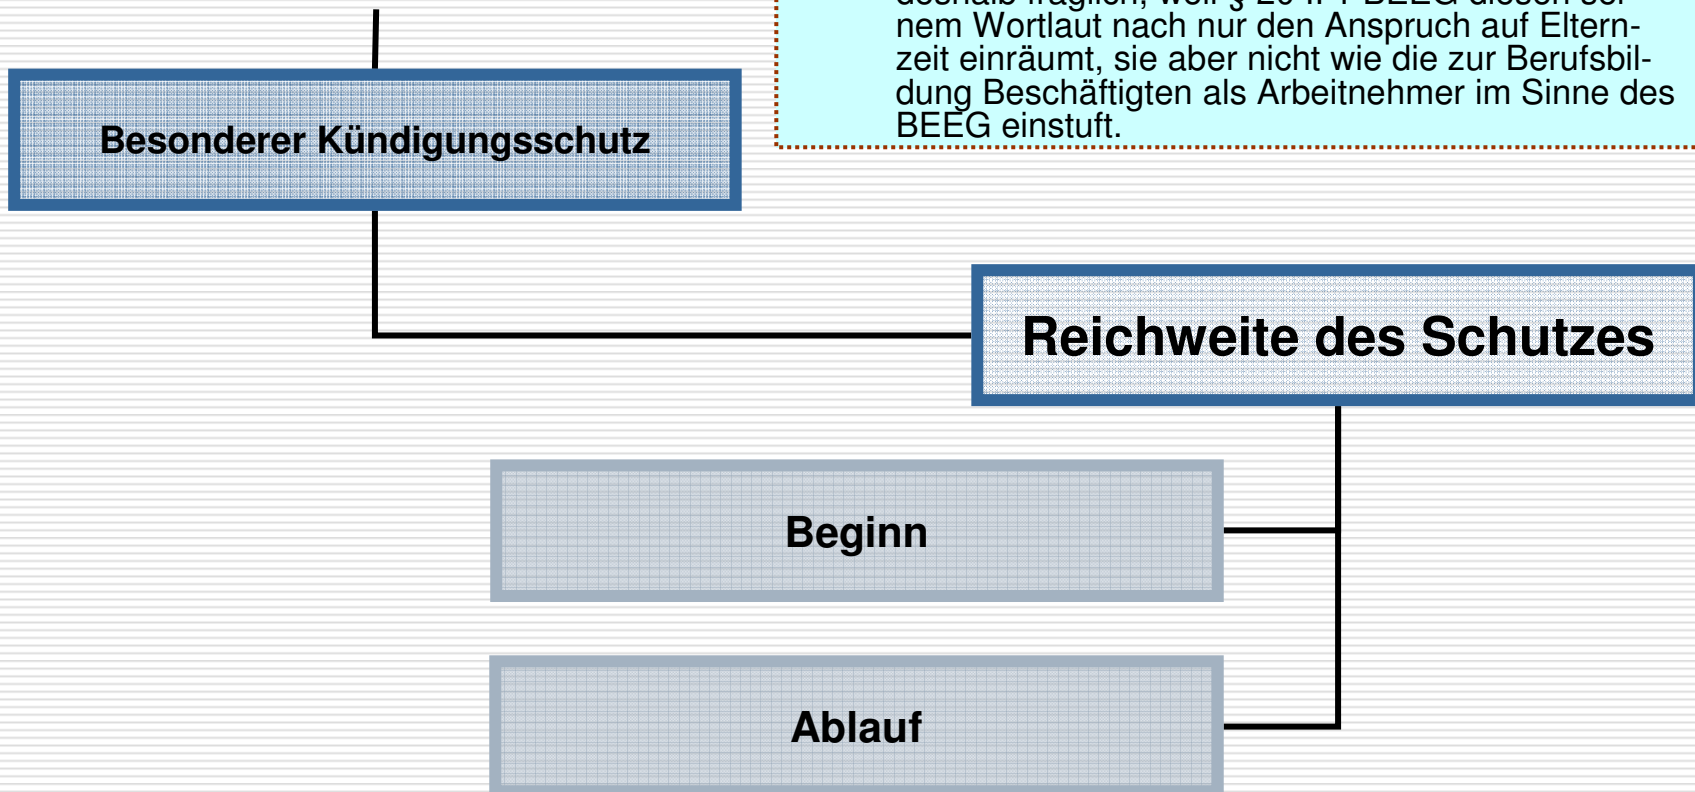 nem Wortlaut nach nur den Anspruch auf Eltern-
zeit einräumt, sie aber nicht wie die zur Berufsbil-
dung Beschäftigten als Arbeitnehmer im Sinne des
BEEG einstuft.
Besonderer Kündigungsschutz
Reichweite des Schutzes
Beginn
Ablauf